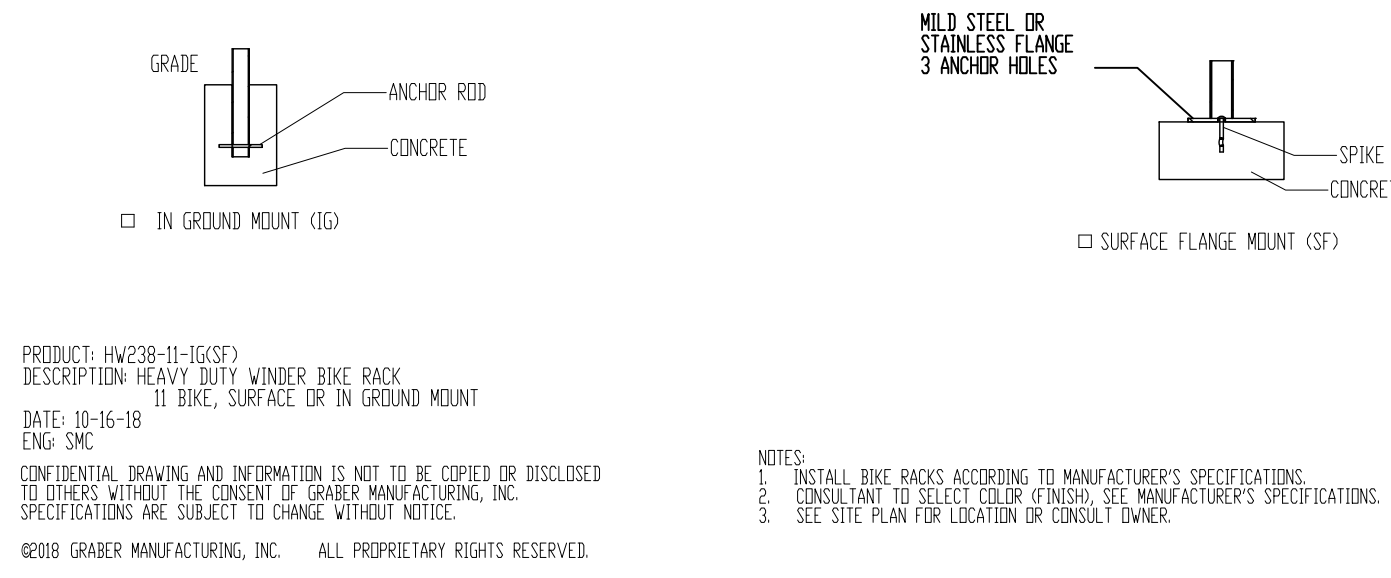 GRADE
ANCHOR ROD
CONCRETE
□ IN GROUND MOUNT (IG)
MILD STEEL OR
STAINLESS FLANGE
3 ANCHOR HOLES
SPIKE
CONCRE
□ SURFACE FLANGE MOUNT (SF)
PRODUCT: HW238-11-IG(SF)
DESCRIPTION: HEAVY DUTY WINDER BIKE RACK
11 BIKE, SURFACE OR IN GROUND MOUNT
DATE: 10-16-18
ENG: SMC
CONFIDENTIAL DRAWING AND INFORMATION IS NOT TO BE COPIED OR DISCLOSED
TO OTHERS WITHOUT THE CONSENT OF GRABER MANUFACTURING, INC.
SPECIFICATIONS ARE SUBJECT TO CHANGE WITHOUT NOTICE.
©2018 GRABER MANUFACTURING, INC. ALL PROPRIETARY RIGHTS RESERVED.
NOTES:
1. INSTALL BIKE RACKS ACCORDING TO MANUFACTURER'S SPECIFICATIONS.
2. CONSULTANT TO SELECT COLOR (FINISH), SEE MANUFACTURER'S SPECIFICATIONS.
3. SEE SITE PLAN FOR LOCATION OR CONSULT OWNER.